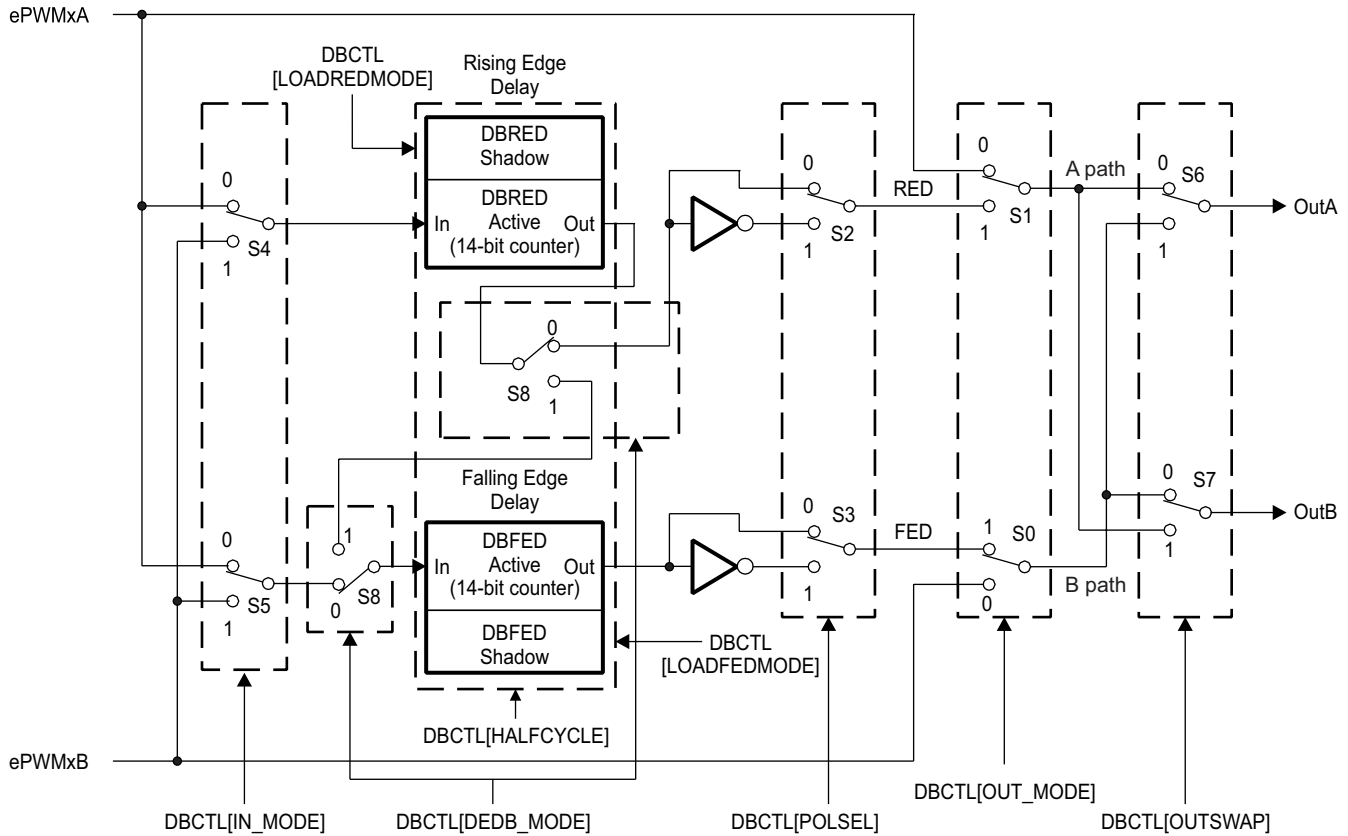 ePWMxA
DBCTL
[LOADREDMODE]
Rising Edge
Delay
DBRED
Shadow
DBRED
In Active Out
(14-bit counter)
0
S4
1
0
S2
1
RED
0
S1
1
A path
0
S6
1
OutA
0
S8
1
Falling Edge
Delay
DBFED
In Active Out
(14-bit counter)
DBFED
Shadow
0
S5
1
1
S8
0
0
S3
1
FED
1
S0
0
B path
0
S7
1
OutB
DBCTL
[LOADFEDMODE]
DBCTL[HALFCYCLE]
ePWMxB
DBCTL[IN_MODE]
DBCTL[DEDB_MODE]
DBCTL[POLSEL]
DBCTL[OUT_MODE]
DBCTL[OUTSWAP]